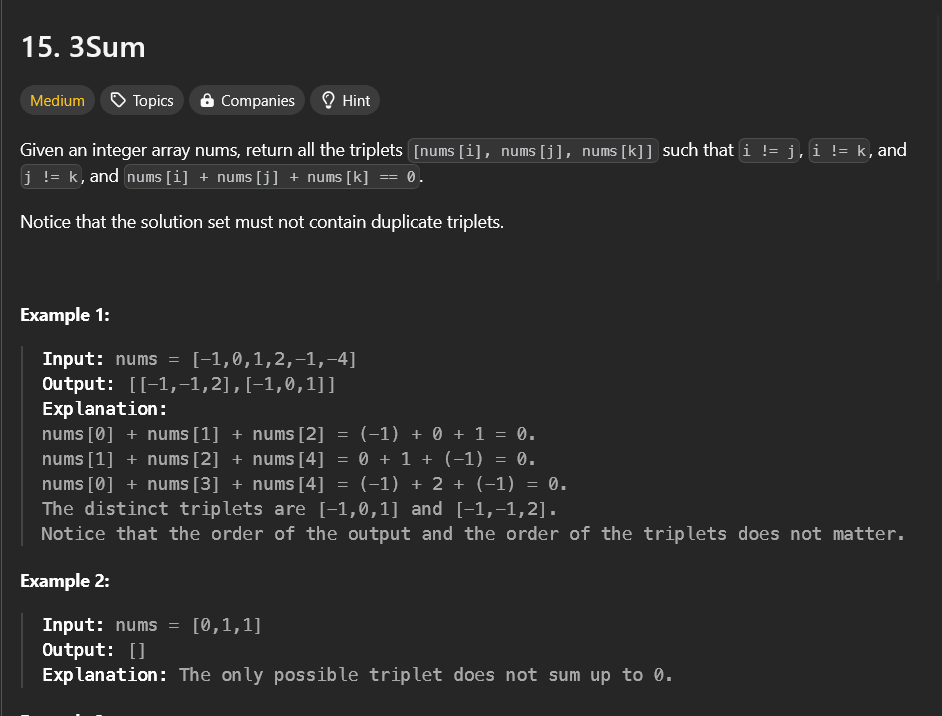 15. 3Sum
Medium Topics Companies Hint
Given an integer array nums, return all the triplets [nums[i], nums[j], nums[k]] such that i != j, i != k, and
j != k, and nums[i] + nums[j] + nums[k] == 0.
Notice that the solution set must not contain duplicate triplets.
Example 1:
Input: nums = [-1,0,1,2,-1,-4]
Output: [[-1,-1,2],[-1,0,1]]
Explanation:
nums[0] + nums[1] + nums[2] = (-1) + 0 + 1 = 0.
nums[1] + nums[2] + nums[4] = 0 + 1 + (-1) = 0.
nums[0] + nums[3] + nums[4] = (-1) + 2 + (-1) = 0.
The distinct triplets are [-1,0,1] and [-1,-1,2].
Notice that the order of the output and the order of the triplets does not matter.
Example 2:
Input: nums = [0,1,1]
Output: []
Explanation: The only possible triplet does not sum up to 0.